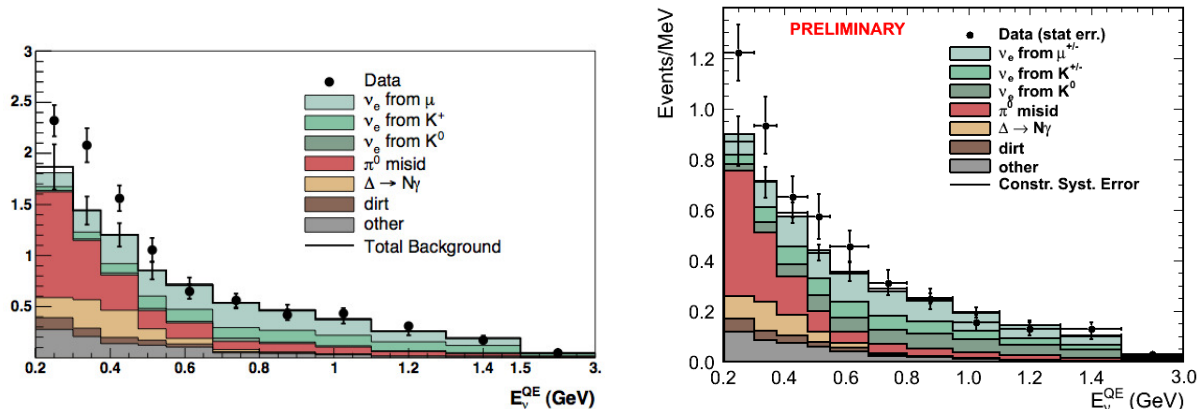 3
2.5
2
1.5
1
0.5
Data
νe from μ
νe from K+
νe from K0
π0 misid
Δ → Nγ
dirt
other
Total Background
0.2 0.4 0.6 0.8 1.0 1.2 1.4 1.5 3.
EνQE (GeV)
Events/MeV
PRELIMINARY
1.2
1.0
0.8
0.6
0.4
0.2
0.0
Data (stat err.)
νe from μ+/-
νe from K+/-
νe from K0
π0 misid
Δ → Nγ
dirt
other
Constr. Syst. Error
0.2 0.4 0.6 0.8 1.0 1.2 1.4 3.0
EνQE (GeV)